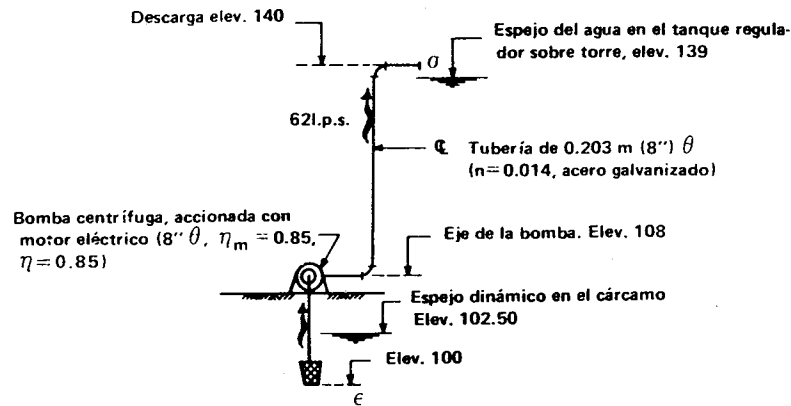 Descarga elev. 140
Espejo del agua en el tanque regula-
dor sobre torre, elev. 139
σ
62l.p.s.
℄ Tubería de 0.203 m (8'') θ
(n=0.014, acero galvanizado)
Bomba centrífuga, accionada con
motor eléctrico (8'' θ, ηm =0.85,
η=0.85)
Eje de la bomba. Elev. 108
Espejo dinámico en el cárcamo
Elev. 102.50
Elev. 100
ϵ